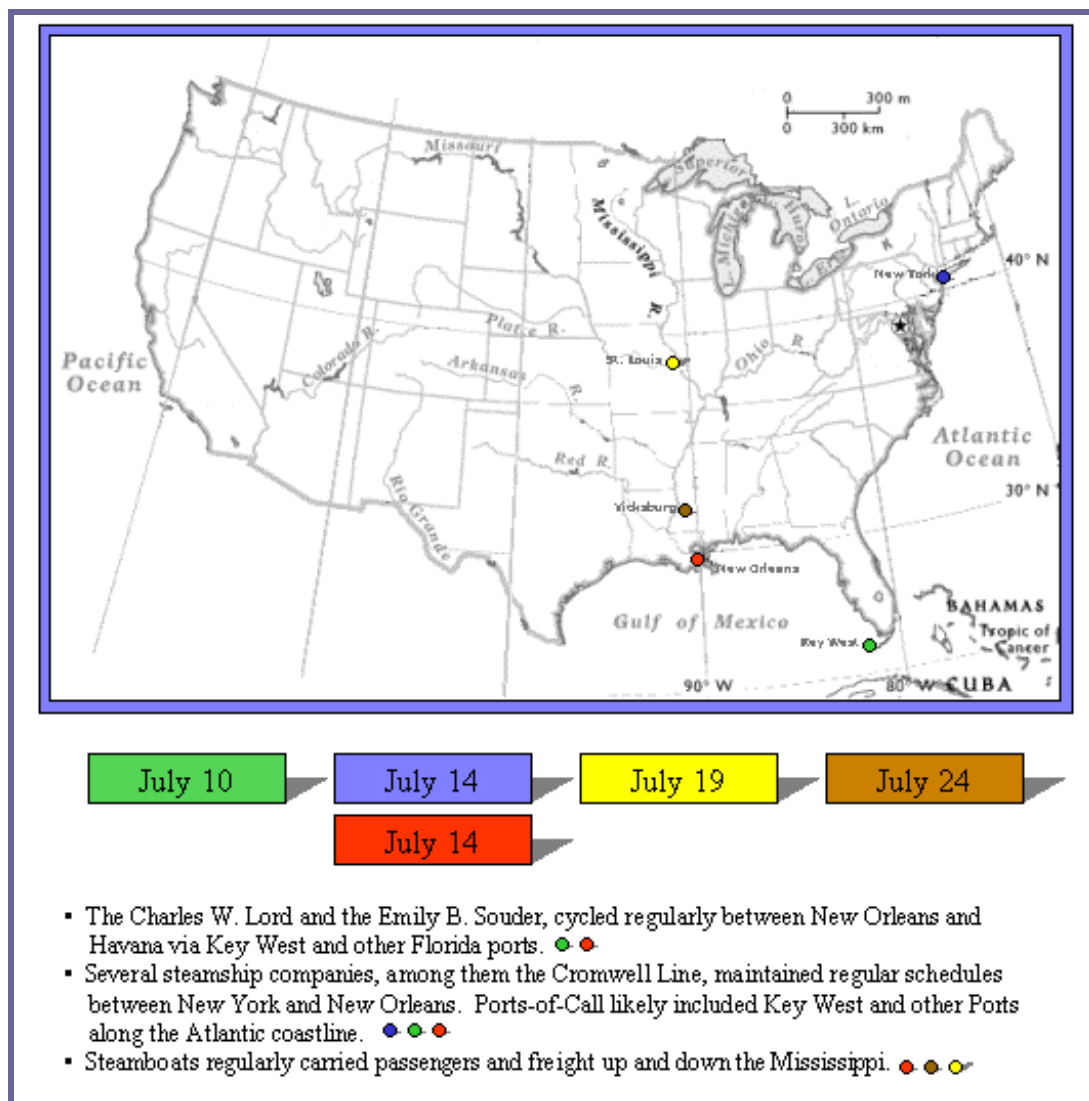 0 300 m
0 300 km
Missouri
Superior
Mississippi
R.
L. Michigan
Huron
L.
Ontario
Erie
New York
40° N
Platte R.
Colorado R.
Pacific
Ocean
St. Louis
Ohio R.
Arkansas
R.
Atlantic
Ocean
Red R.
30° N
Rio Grande
Vicksburg
New Orleans
Gulf of Mexico
BAHAMAS
Key West
Tropic of
Cancer
90° W
80° W
CUBA
July 10
July 14
July 19
July 24
July 14
▪ The Charles W. Lord and the Emily B. Souder, cycled regularly between New Orleans and
Havana via Key West and other Florida ports.
▪ Several steamship companies, among them the Cromwell Line, maintained regular schedules
between New York and New Orleans. Ports-of-Call likely included Key West and other Ports
along the Atlantic coastline.
▪ Steamboats regularly carried passengers and freight up and down the Mississippi.